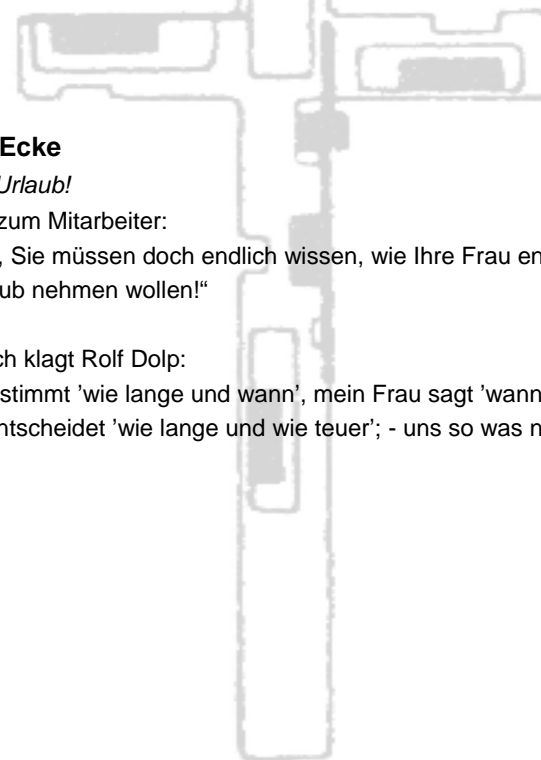 Ecke
Urlaub!
zum Mitarbeiter:
, Sie müssen doch endlich wissen, wie Ihre Frau en
ub nehmen wollen!“
ch klagt Rolf Dolp:
stimmt ’wie lange und wann’, mein Frau sagt ’wann
ntscheidet ’wie lange und wie teuer’; - uns so was n